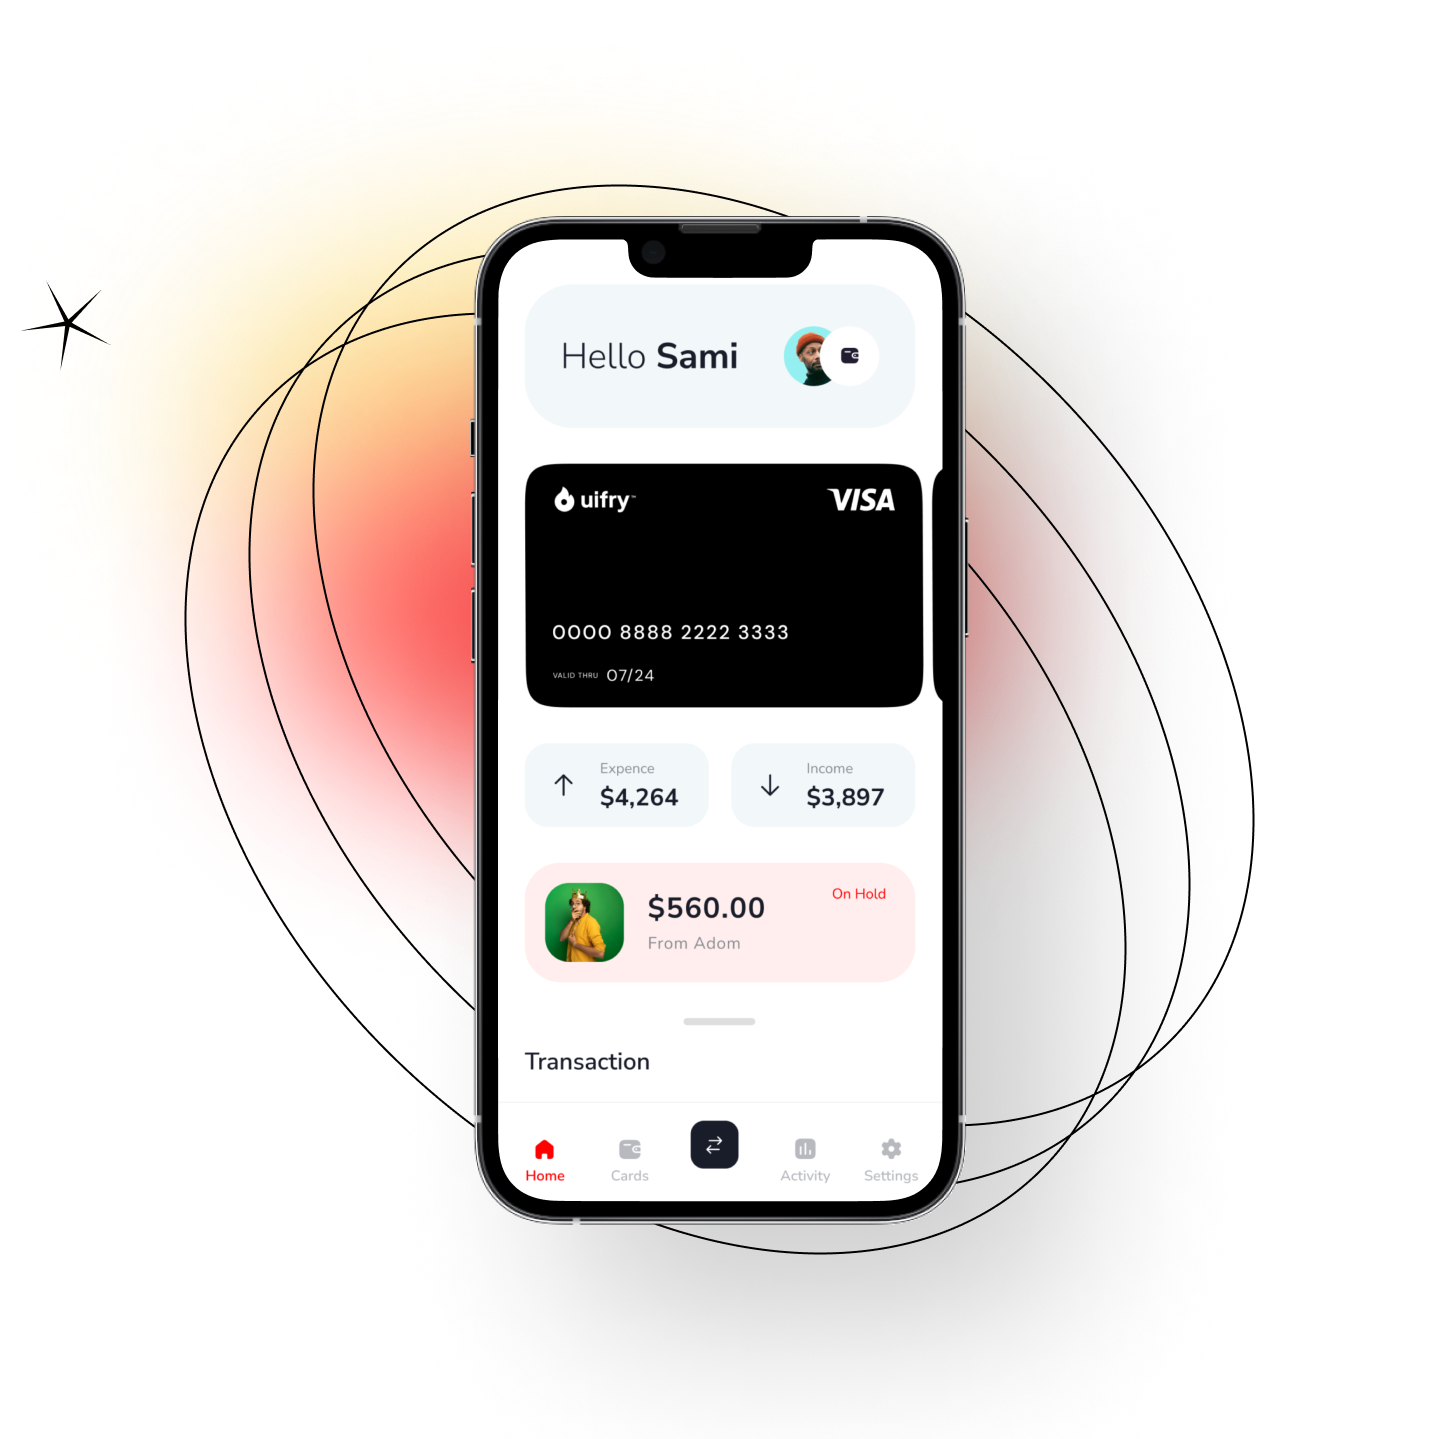 Hello Sami
uifry™
VISA
0000 8888 2222 3333
VALID THRU 07/24
Expence
$4,264
Income
$3,897
$560.00
On Hold
From Adom
Transaction
Home
Cards
Activity
Settings